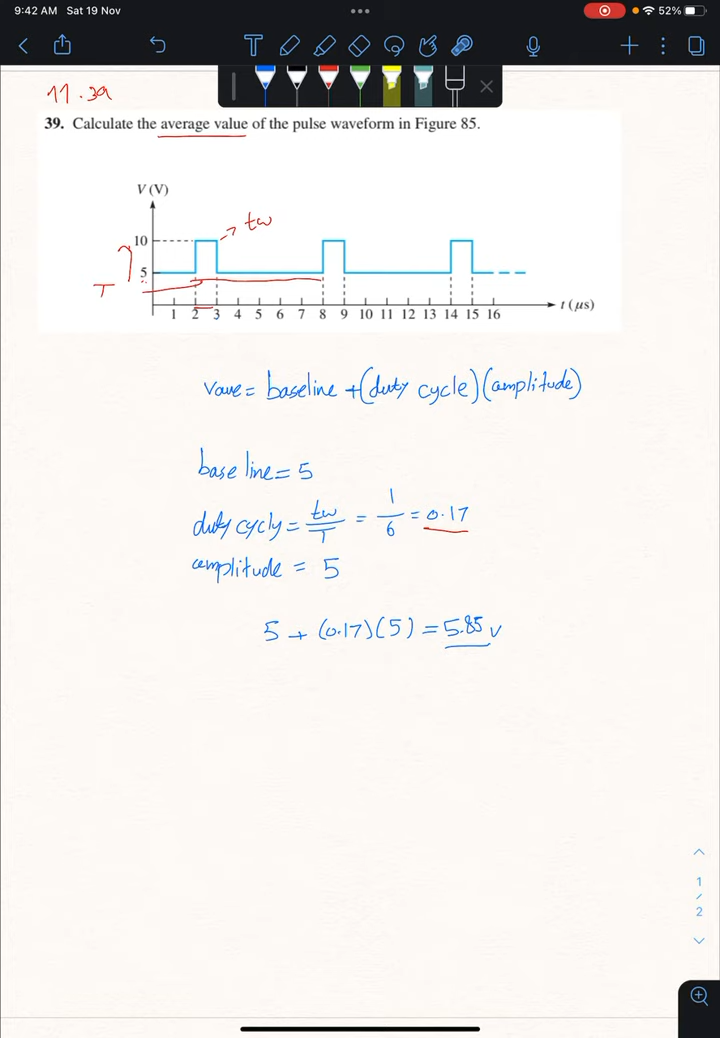 9:42 AM Sat 19 Nov
52%
11.39
39. Calculate the average value of the pulse waveform in Figure 85.
V (V)
tw
10
5
T
1 2 3 4 5 6 7 8 9 10 11 12 13 14 15 16
t (μs)
Vave = baseline + (duty cycle)(amplitude)
baseline = 5
duty cycly = tw/T = 1/6 = 0.17
amplitude = 5
5 + (0.17)(5) = 5.85 v
1
/
2